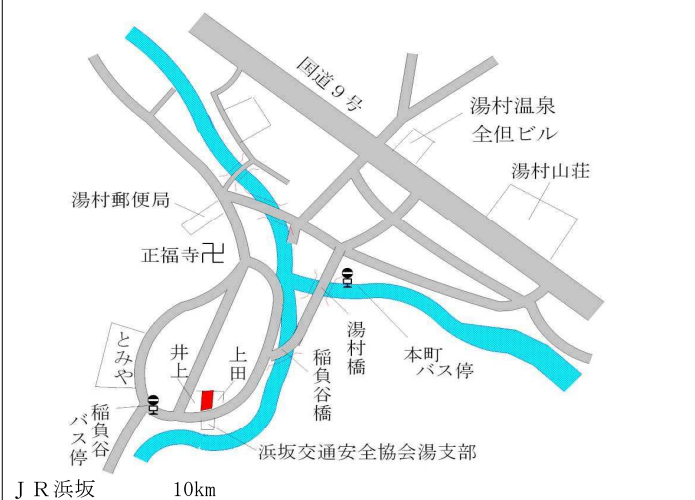 国道９号
湯村温泉
全但ビル
湯村山荘
湯村郵便局
正福寺卍
とみや
井上
上田
稲負谷橋
湯村橋
本町
バス停
稲負谷
バス停
浜坂交通安全協会湯支部
ＪＲ浜坂　　　10km